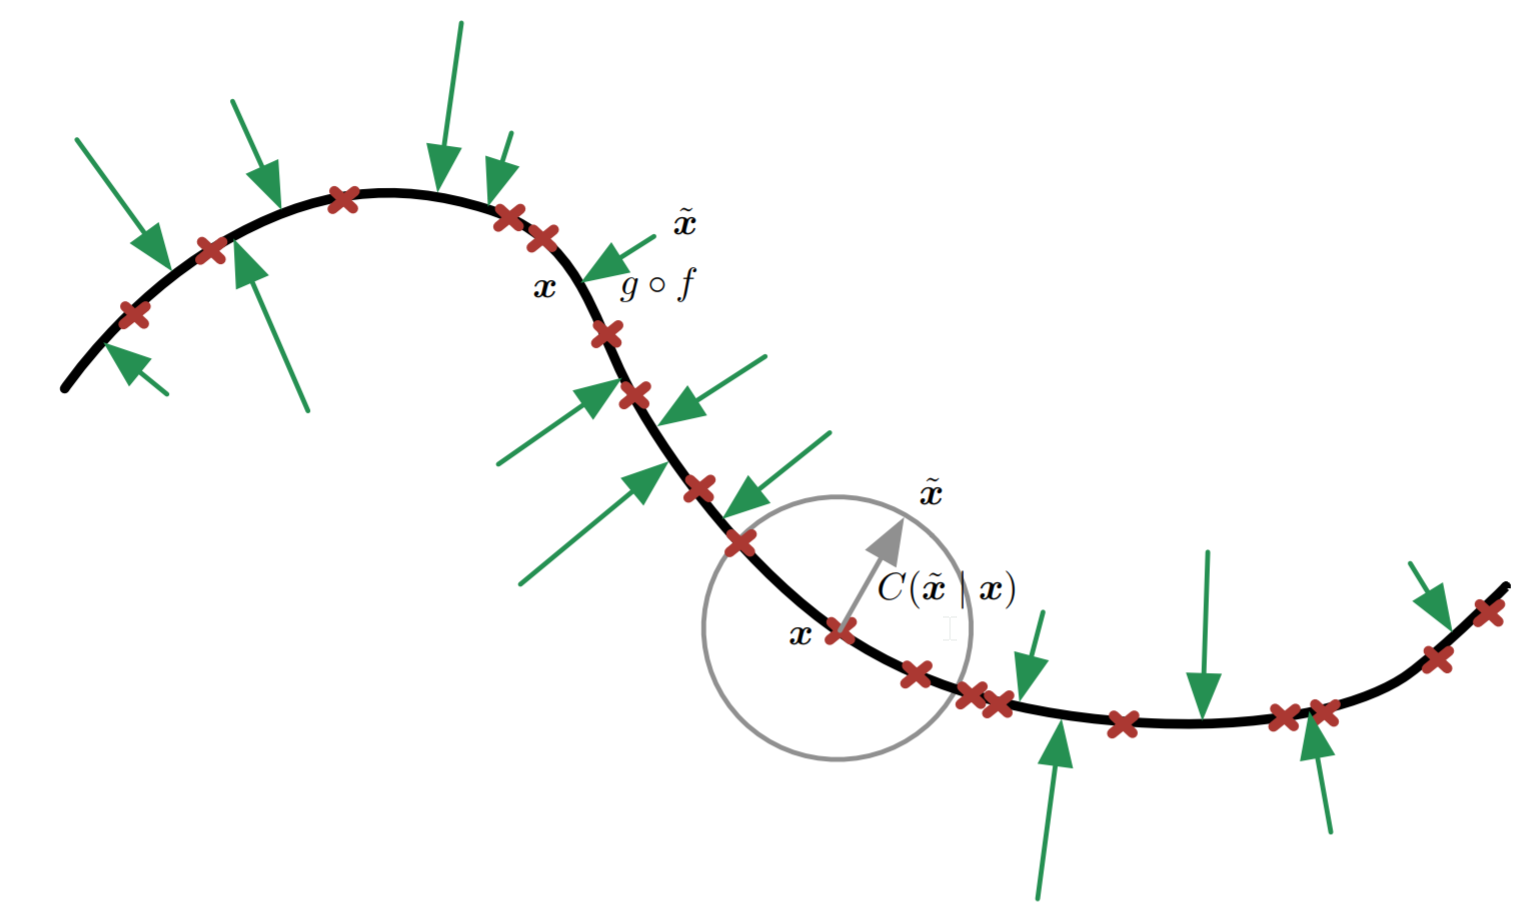 x̃
x
g ∘ f
x̃
C(x̃ | x)
x